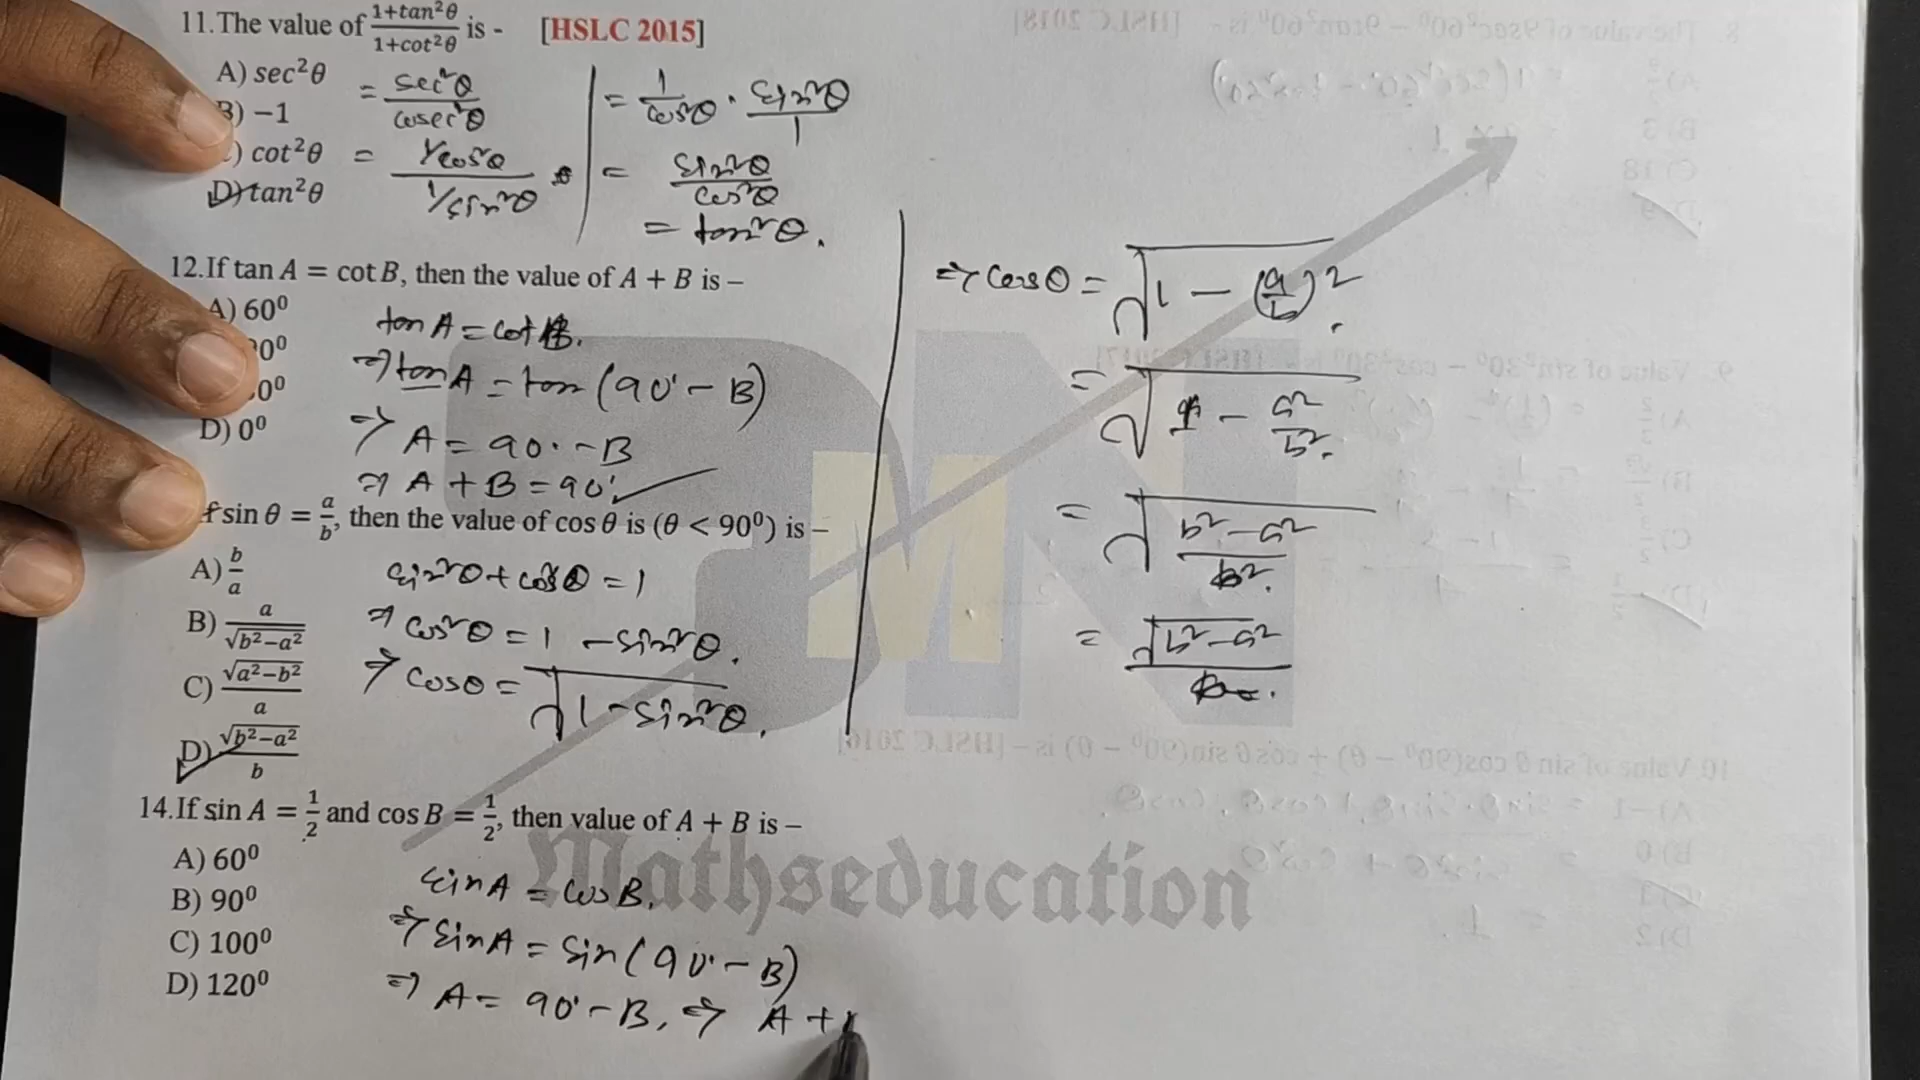 11. The value of (1+tan²θ)/(1+cot²θ) is - [HSLC 2015]
A) sec²θ
B) −1
) cot²θ
D) tan²θ
= sec²θ/cosec²θ
= (1/cos²θ)/(1/sin²θ)
= 1/cos²θ · sin²θ/1
= sin²θ/cos²θ
= tan²θ.
12. If tan A = cot B, then the value of A + B is –
A) 60⁰
0⁰
0⁰
D) 0⁰
tan A = cot B.
⇒ tan A = tan (90° − B)
⇒ A = 90° − B
⇒ A + B = 90°
f sin θ = a/b, then the value of cos θ is (θ < 90⁰) is –
A) b/a
B) a/√(b²−a²)
C) √(a²−b²)/a
D) √(b²−a²)/b
sin²θ + cos²θ = 1
⇒ cos²θ = 1 − sin²θ.
⇒ cosθ = √(1 − sin²θ).
⇒ cosθ = √(1 − (a/b)²).
= √(1 − a²/b²).
= √((b²−a²)/b²).
= √(b²−a²)/b.
14. If sin A = 1/2 and cos B = 1/2, then value of A + B is –
A) 60⁰
B) 90⁰
C) 100⁰
D) 120⁰
sin A = cos B.
⇒ sin A = sin (90° − B)
⇒ A = 90° − B, ⇒ A +
Mathseducation